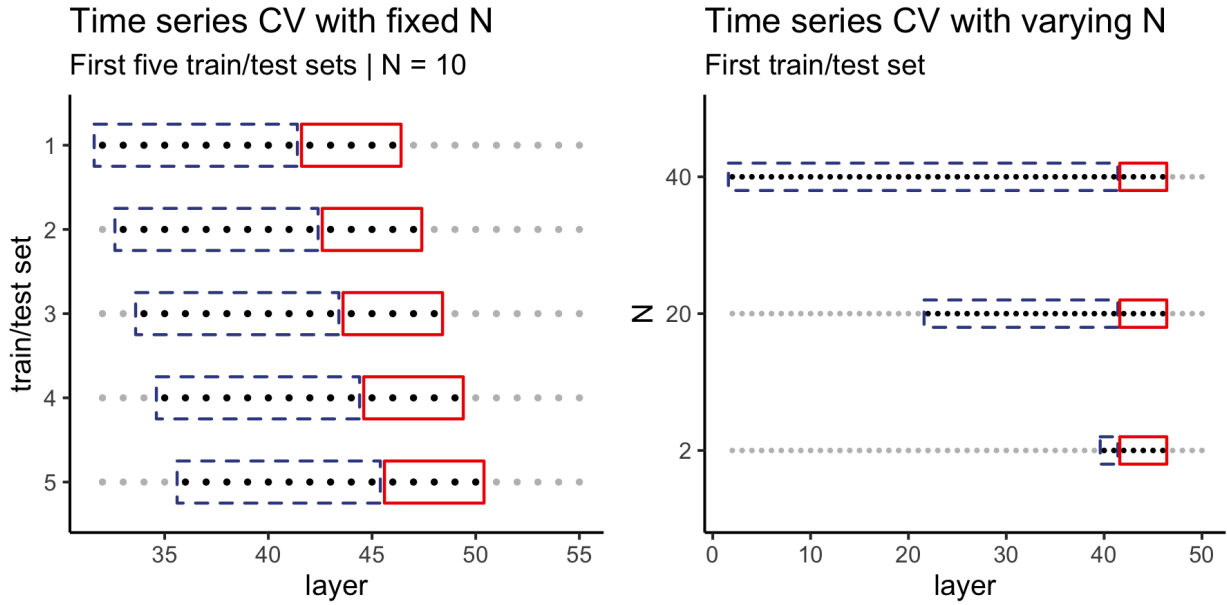 Time series CV with fixed N
First five train/test sets | N = 10
train/test set
1
2
3
4
5
35 40 45 50 55
layer
Time series CV with varying N
First train/test set
N
40
20
2
0 10 20 30 40 50
layer